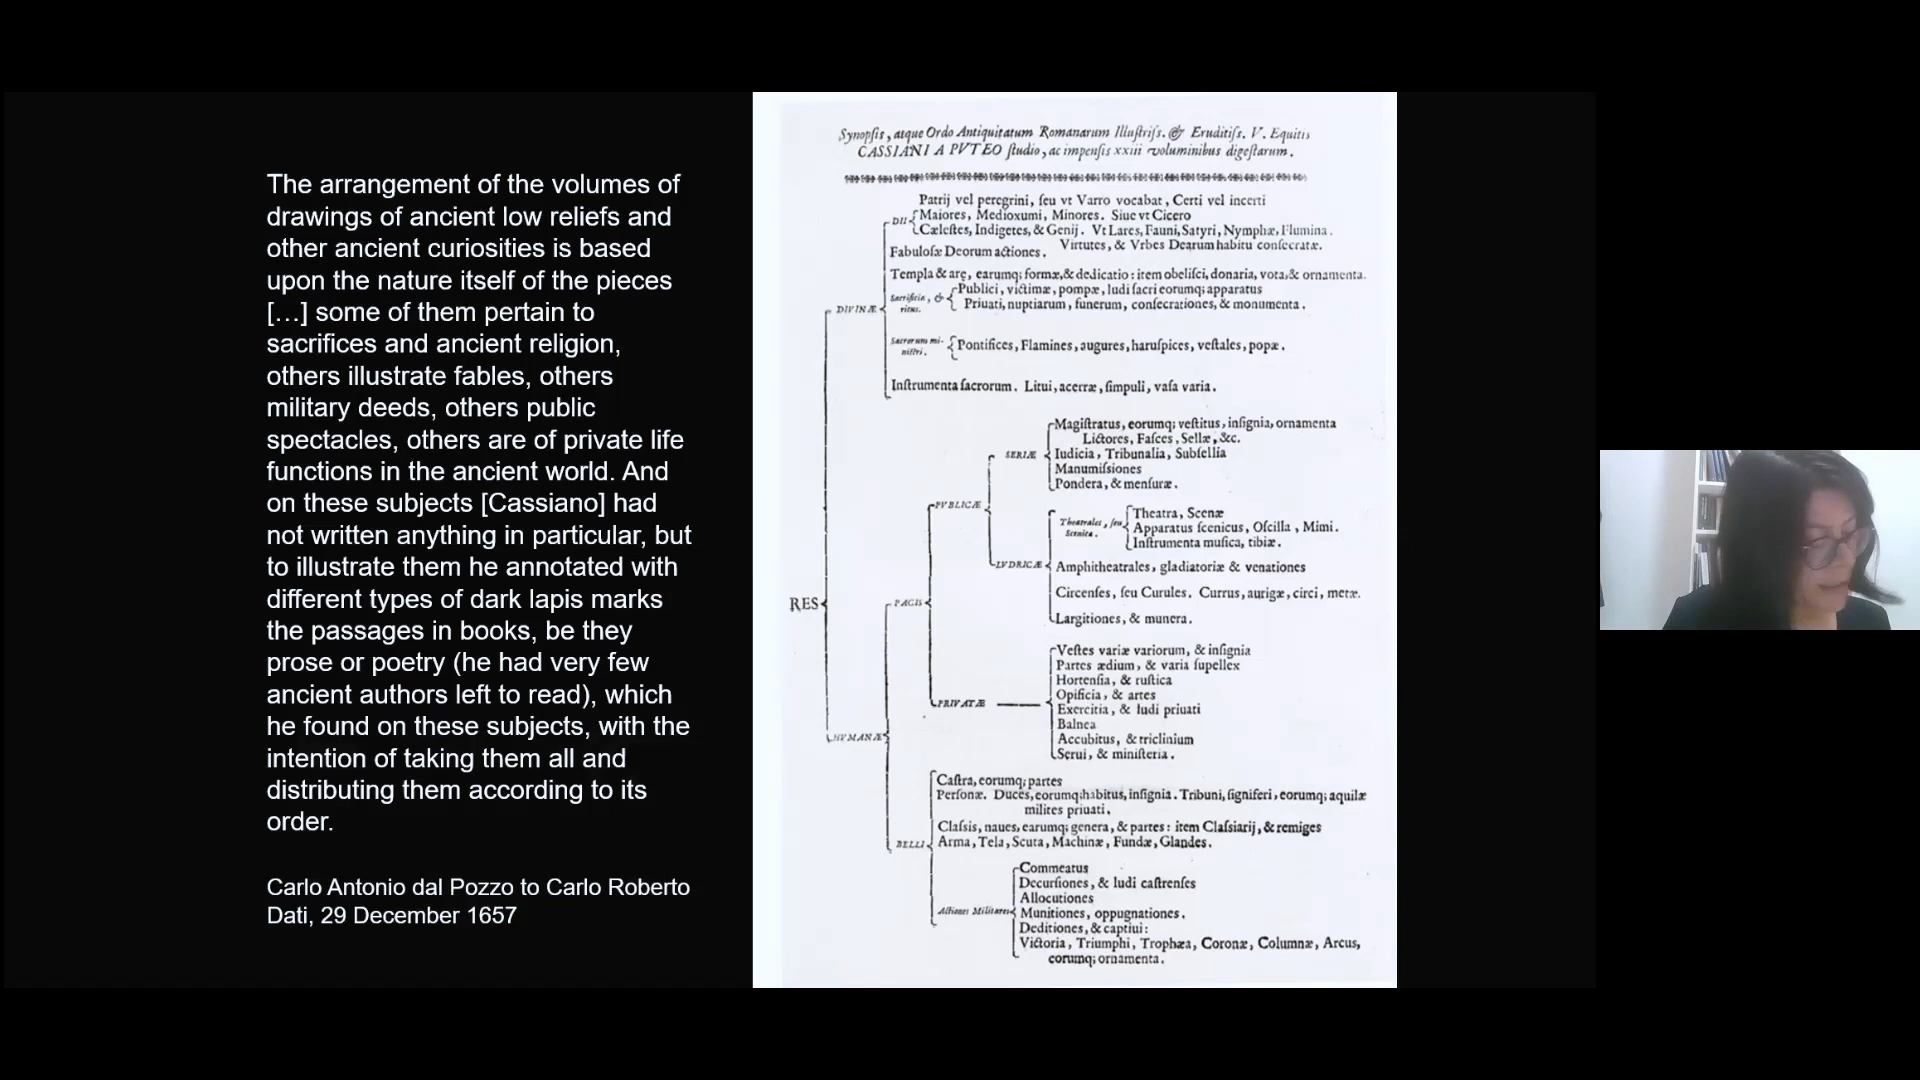 The arrangement of the volumes of
drawings of ancient low reliefs and
other ancient curiosities is based
upon the nature itself of the pieces
[…] some of them pertain to
sacrifices and ancient religion,
others illustrate fables, others
military deeds, others public
spectacles, others are of private life
functions in the ancient world. And
on these subjects [Cassiano] had
not written anything in particular, but
to illustrate them he annotated with
different types of dark lapis marks
the passages in books, be they
prose or poetry (he had very few
ancient authors left to read), which
he found on these subjects, with the
intention of taking them all and
distributing them according to its
order.
Carlo Antonio dal Pozzo to Carlo Roberto
Dati, 29 December 1657
Synopſis, atque Ordo Antiquitatum Romanarum Illuſtriſs. & Eruditiſs. V. Equitis
CASSIANI A PVTEO ſtudio, ac impenſis xxiii voluminibus digeſtarum.
RES
DIVINÆ
DII
Patrij vel peregrini, ſeu vt Varro vocabat, Certi vel incerti
Maiores, Medioxumi, Minores. Siue vt Cicero
Cæleſtes, Indigetes, & Genij. Vt Lares, Fauni, Satyri, Nymphæ, Flumina.
Virtutes, & Vrbes Dearum habitu conſecratæ.
Fabuloſæ Deorum actiones.
Templa & aræ, earumq; formæ, & dedicatio: item obeliſci, donaria, vota, & ornamenta.
Sacrificia, &
ritus.
Publici, victimæ, pompæ, ludi ſacri eorumq; apparatus
Priuati, nuptiarum, funerum, conſecrationes, & monumenta.
Sacrorum mi-
niſtri.
Pontifices, Flamines, augures, haruſpices, veſtales, popæ.
Inſtrumenta ſacrorum. Litui, acerræ, ſimpuli, vaſa varia.
HVMANÆ
PACIS
PVBLICÆ
SERIÆ
Magiſtratus, eorumq; veſtitus, inſignia, ornamenta
Lictores, Faſces, Sellæ, &c.
Iudicia, Tribunalia, Subſellia
Manumiſsiones
Pondera, & menſuræ.
LVDRICÆ
Theatrales, ſeu
Scenica.
Theatra, Scenæ
Apparatus ſcenicus, Oſcilla, Mimi.
Inſtrumenta muſica, tibiæ.
Amphitheatrales, gladiatoriæ & venationes
Circenſes, ſeu Curules. Currus, aurigæ, circi, metæ.
Largitiones, & munera.
PRIVATÆ
Veſtes variæ variorum, & inſignia
Partes ædium, & varia ſupellex
Hortenſia, & ruſtica
Opificia, & artes
Exercitia, & ludi priuati
Balnea
Accubitus, & triclinium
Serui, & miniſteria.
BELLI
Caſtra, eorumq; partes
Perſonæ. Duces, eorumq; habitus, inſignia. Tribuni, ſigniferi, eorumq; aquilæ
milites priuati.
Claſsis, naues, earumq; genera, & partes: item Claſsiarij, & remiges
Arma, Tela, Scuta, Machinæ, Fundæ, Glandes.
Actiones Militares
Commeatus
Decurſiones, & ludi caſtrenſes
Allocutiones
Munitiones, oppugnationes.
Deditiones, & captiui:
Victoria, Triumphi, Trophæa, Coronæ, Columnæ, Arcus,
eorumq; ornamenta.